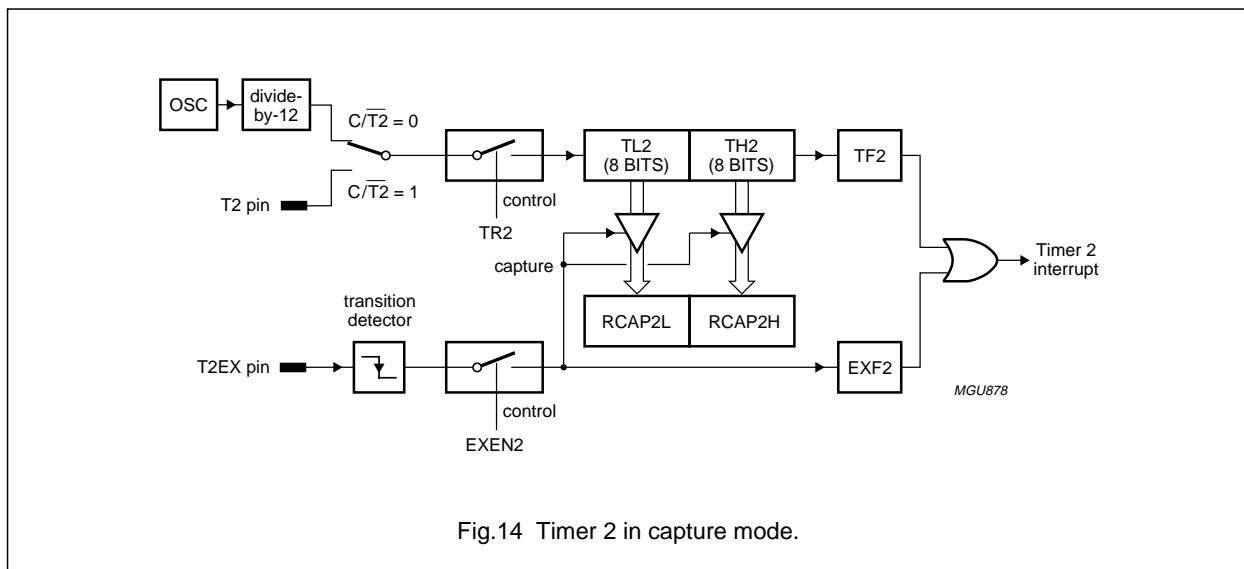 OSC
divide-
by-12
C/T2 = 0
T2 pin
C/T2 = 1
control
TR2
TL2
(8 BITS)
TH2
(8 BITS)
TF2
capture
Timer 2
interrupt
transition
detector
RCAP2L
RCAP2H
T2EX pin
control
EXEN2
EXF2
MGU878
Fig.14 Timer 2 in capture mode.